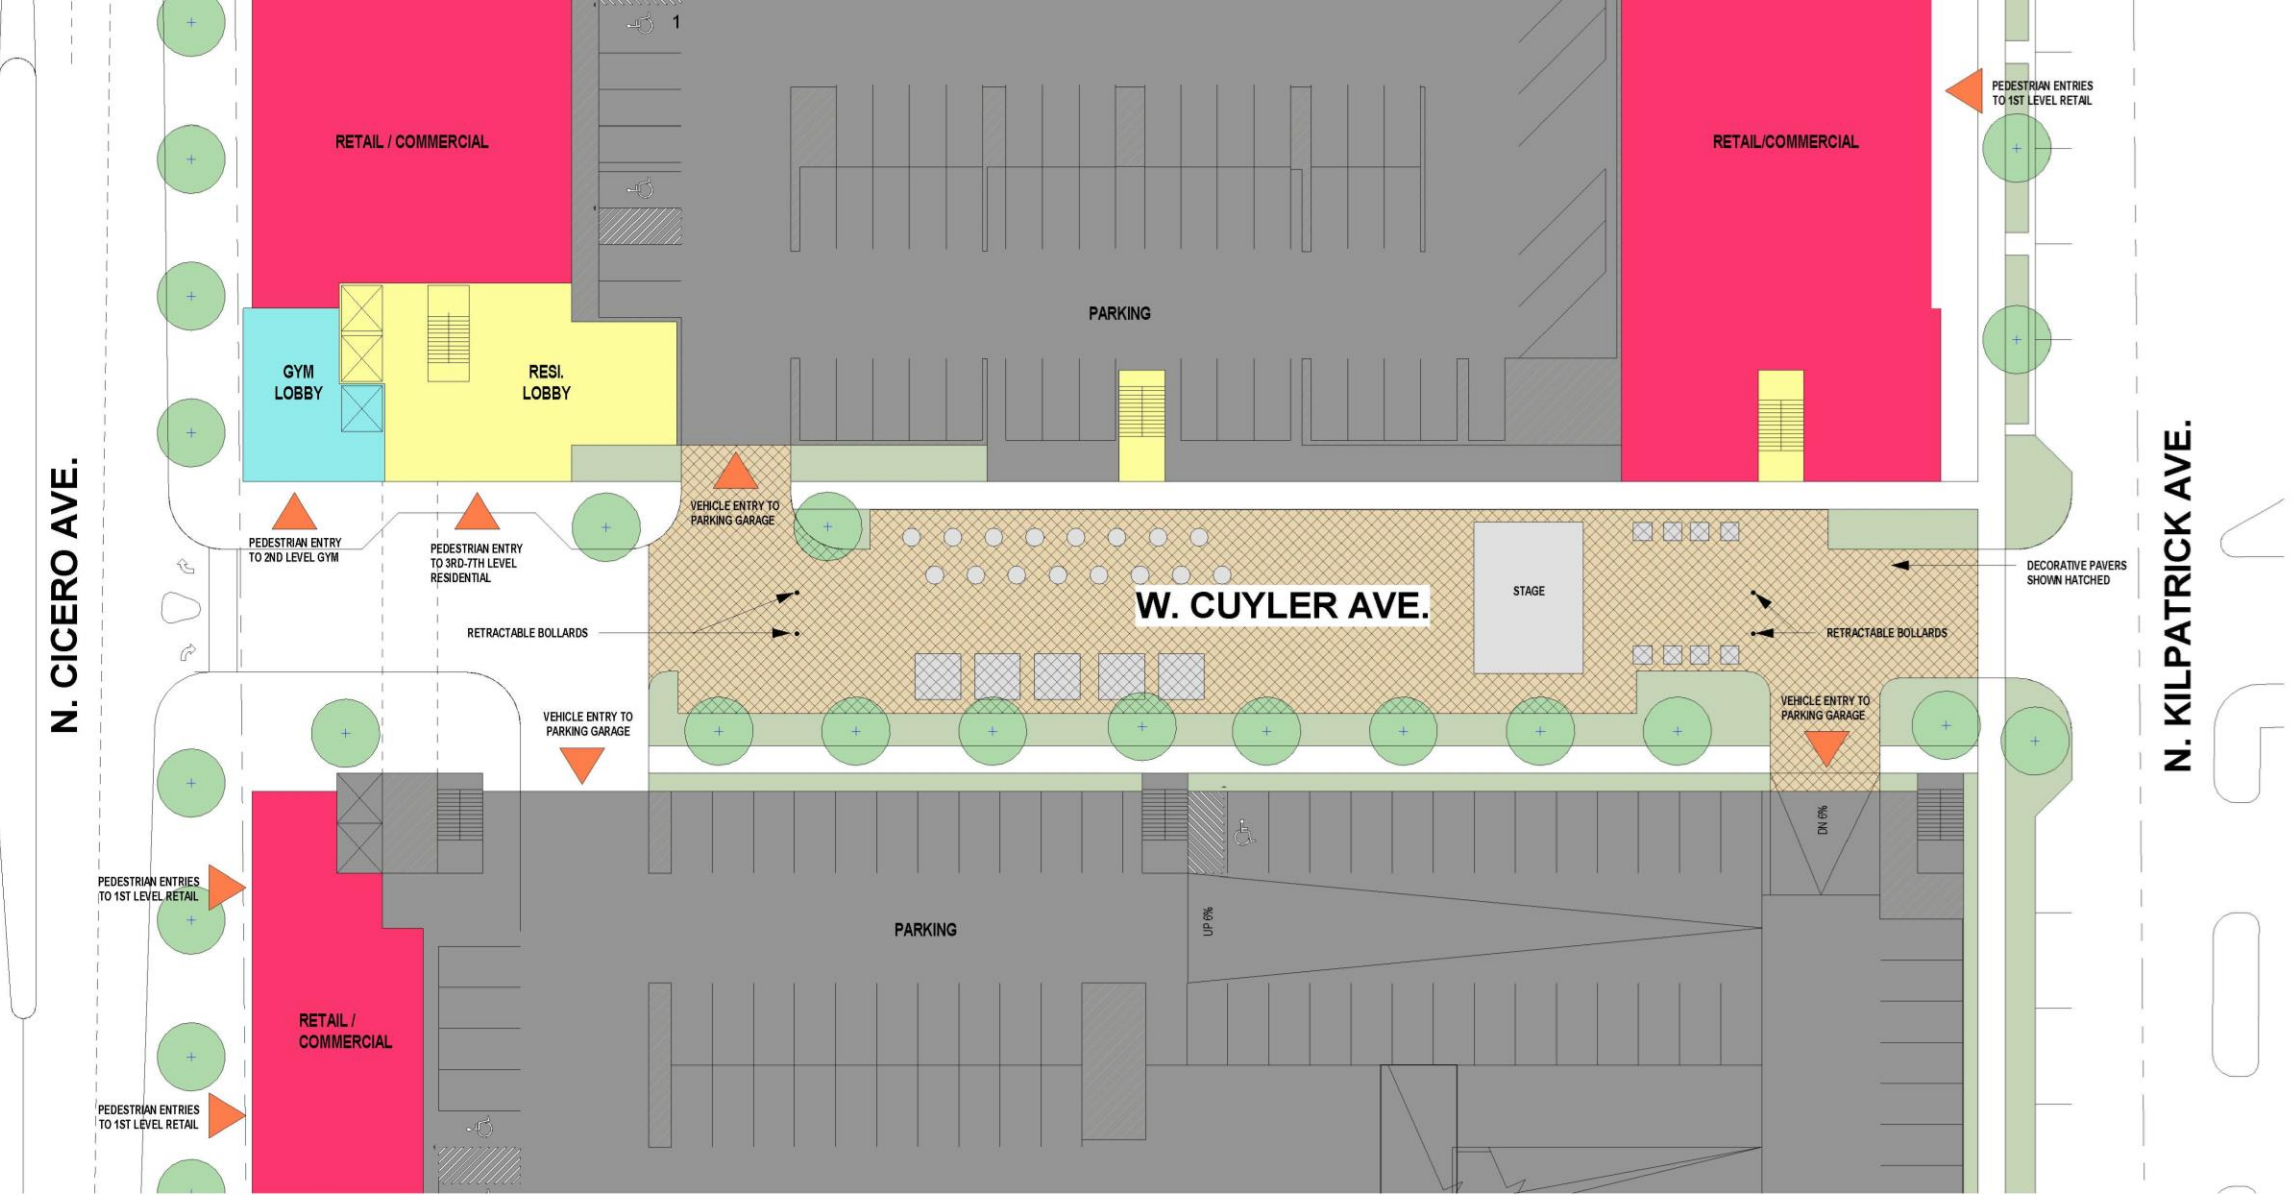 1
PEDESTRIAN ENTRIES
TO 1ST LEVEL RETAIL
RETAIL / COMMERCIAL
RETAIL/COMMERCIAL
PARKING
GYM
LOBBY
RESI.
LOBBY
N. CICERO AVE.
N. KILPATRICK AVE.
VEHICLE ENTRY TO
PARKING GARAGE
PEDESTRIAN ENTRY
TO 2ND LEVEL GYM
PEDESTRIAN ENTRY
TO 3RD-7TH LEVEL
RESIDENTIAL
DECORATIVE PAVERS
SHOWN HATCHED
W. CUYLER AVE.
STAGE
RETRACTABLE BOLLARDS
RETRACTABLE BOLLARDS
VEHICLE ENTRY TO
PARKING GARAGE
VEHICLE ENTRY TO
PARKING GARAGE
DN 6%
PEDESTRIAN ENTRIES
TO 1ST LEVEL RETAIL
UP 6%
PARKING
RETAIL /
COMMERCIAL
PEDESTRIAN ENTRIES
TO 1ST LEVEL RETAIL